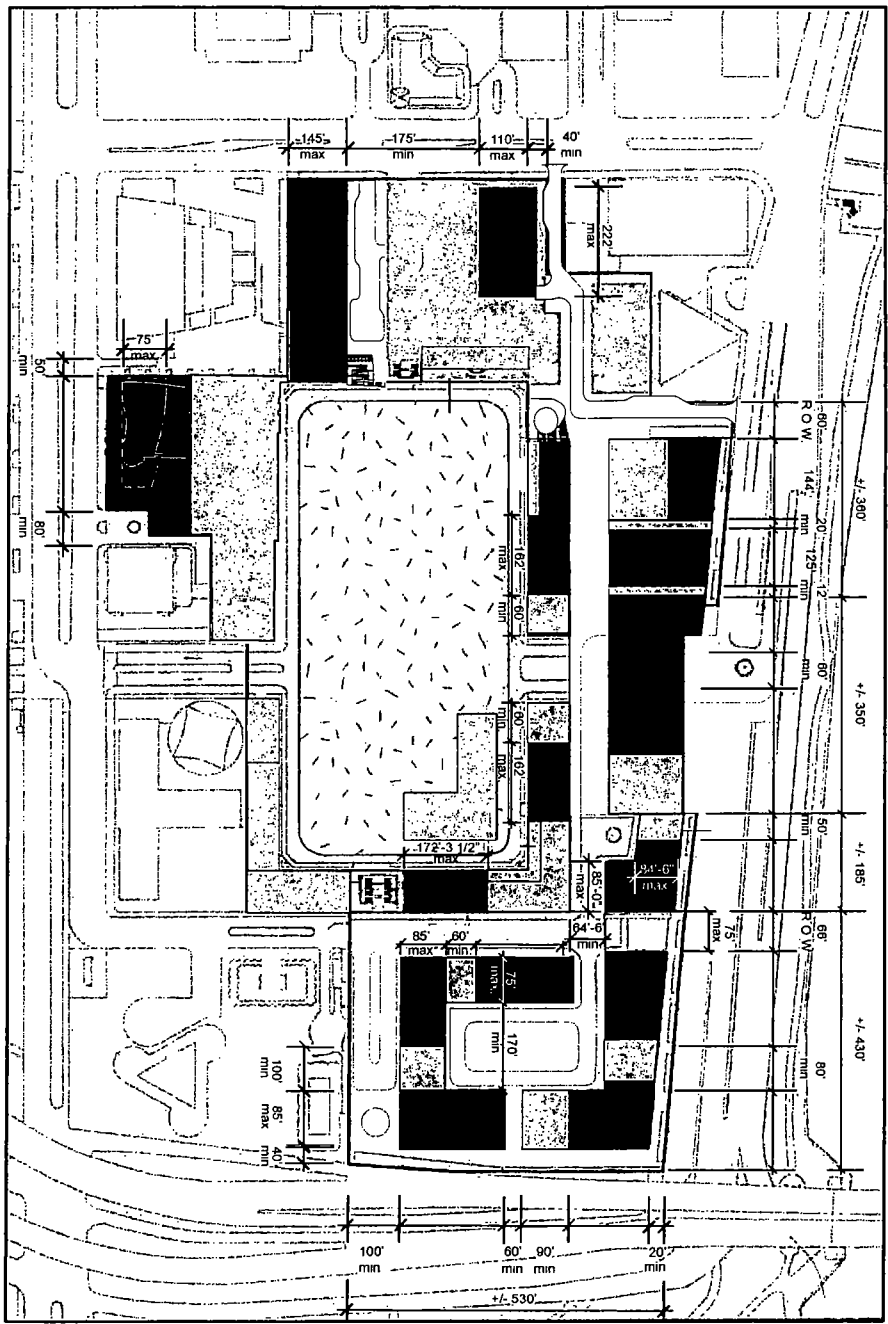 145'
max
175'
min
110'
max
40'
min
222'
max
75'
max
50'
min
80'
min
60'
R O W
144'
min
20'
125'
min
12'
60'
min
+/- 360'
+/- 350'
162'
max
60'
min
60'
min
162'
max
172'-3 1/2"
max
85'-0"
max
84'-6"
max
64'-6"
min
50'
min
+/- 185'
66'
R O W
75'
max
+/- 430'
80'
min
85'
max
60'
min
75'
max
170'
min
100'
min
85'
max
40'
min
100'
min
60'
min
90'
min
20'
min
+/- 530'